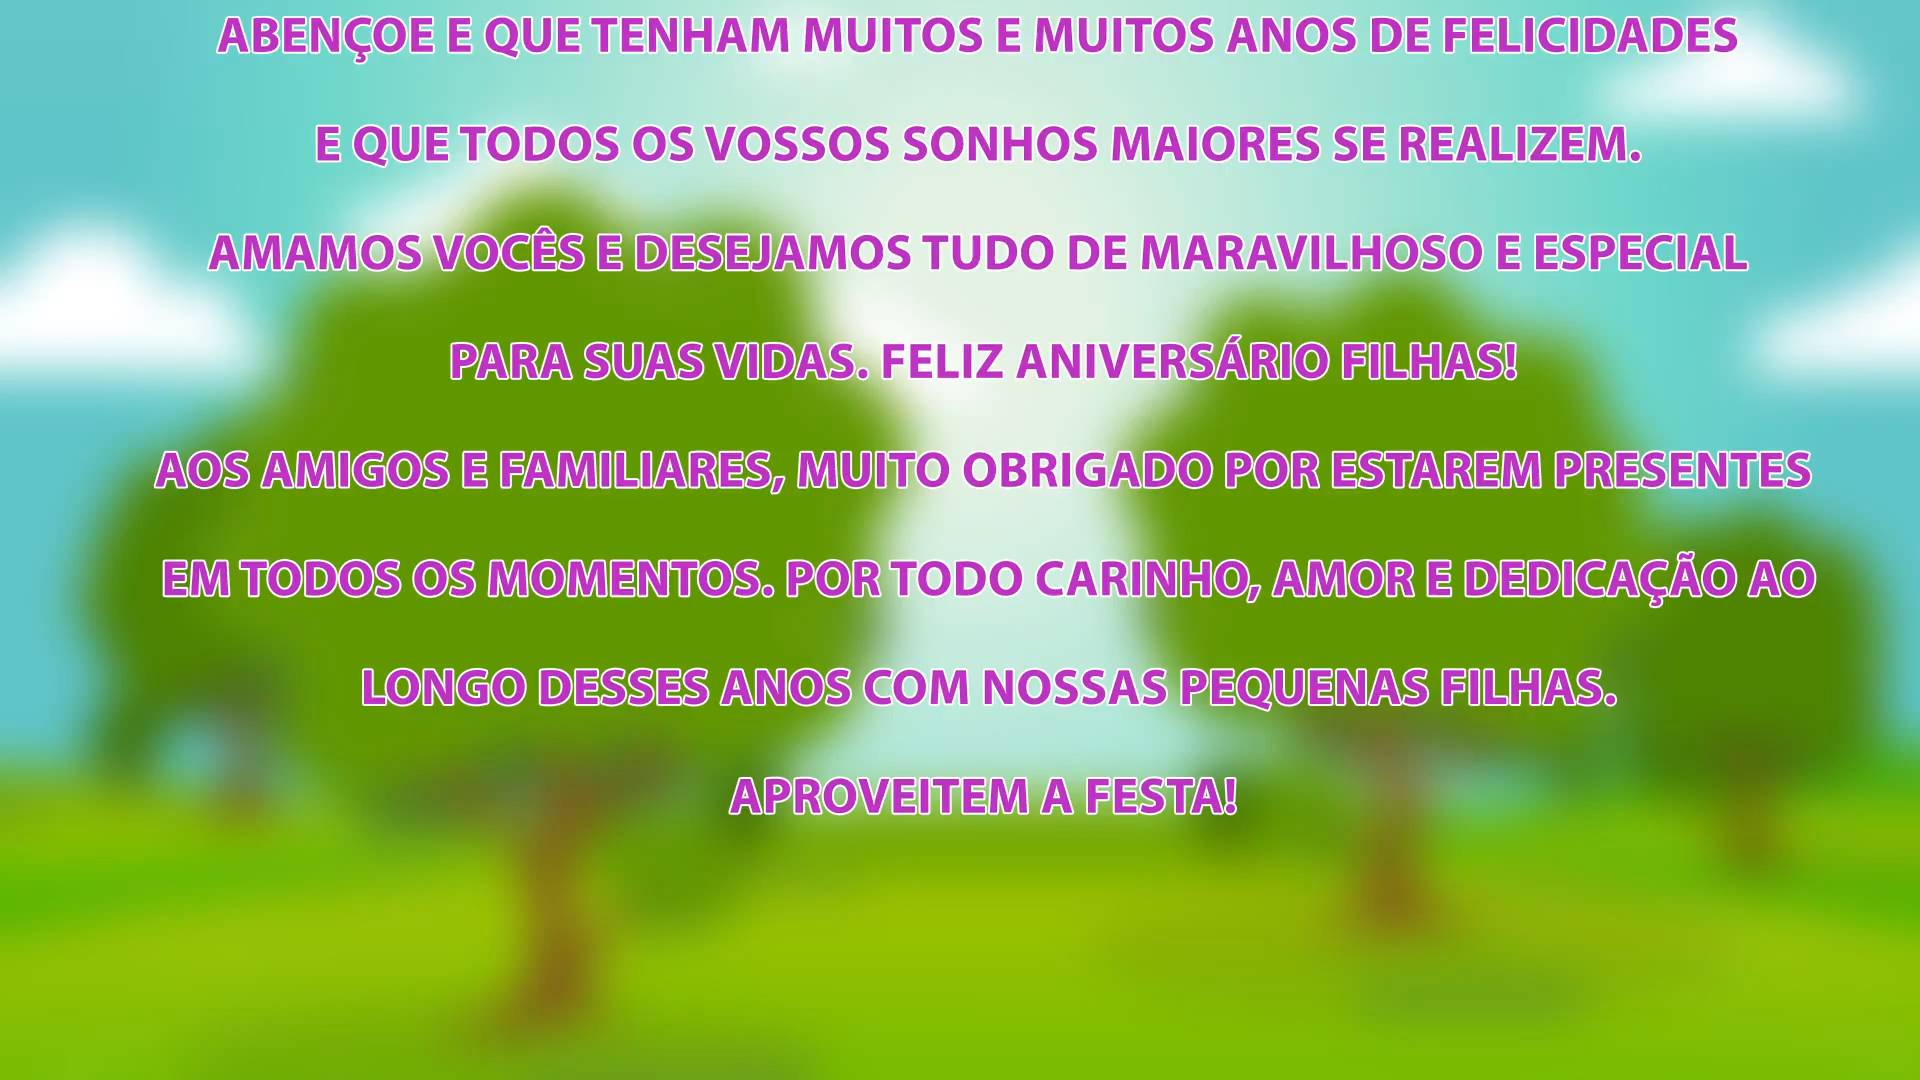 ABENÇOE E QUE TENHAM MUITOS E MUITOS ANOS DE FELICIDADES
E QUE TODOS OS VOSSOS SONHOS MAIORES SE REALIZEM.
AMAMOS VOCÊS E DESEJAMOS TUDO DE MARAVILHOSO E ESPECIAL
PARA SUAS VIDAS. FELIZ ANIVERSÁRIO FILHAS!
AOS AMIGOS E FAMILIARES, MUITO OBRIGADO POR ESTAREM PRESENTES
EM TODOS OS MOMENTOS. POR TODO CARINHO, AMOR E DEDICAÇÃO AO
LONGO DESSES ANOS COM NOSSAS PEQUENAS FILHAS.
APROVEITEM A FESTA!